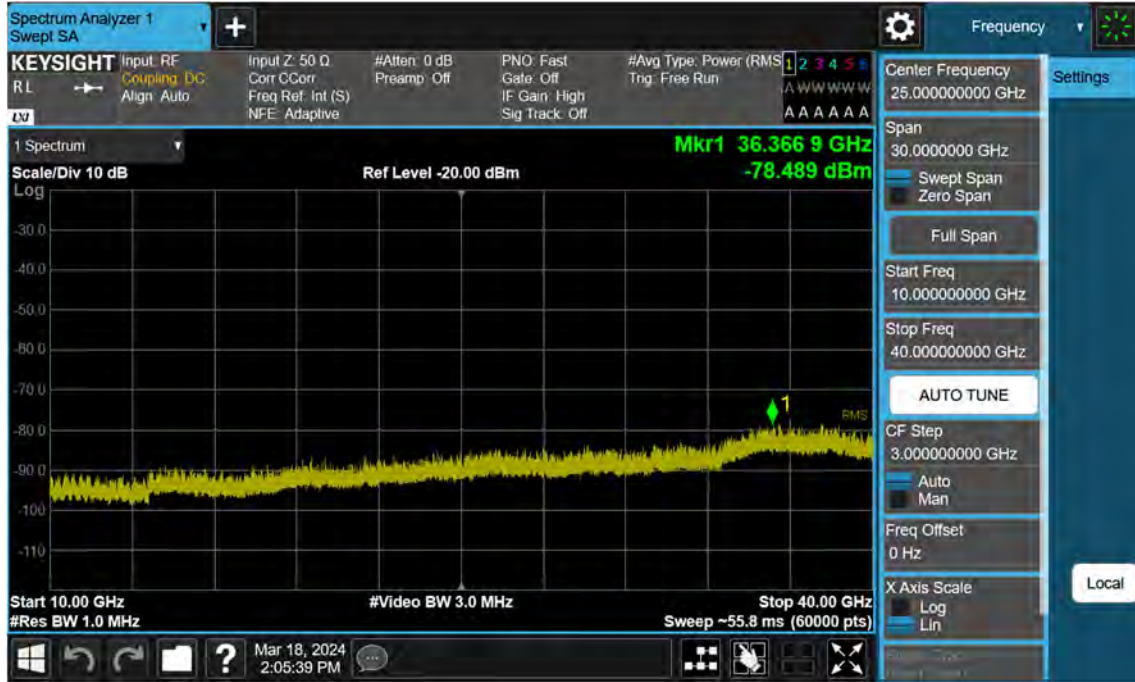 Spectrum Analyzer 1
Swept SA
+
Frequency
KEYSIGHT
RL
LXI
Input: RF
Coupling: DC
Align: Auto
Input Z: 50 Ω
Corr CCorr
Freq Ref: Int (S)
NFE: Adaptive
#Atten: 0 dB
Preamp: Off
PNO: Fast
Gate: Off
IF Gain: High
Sig Track: Off
#Avg Type: Power (RMS
Trig: Free Run
1 2 3 4 5 6
A W W W W W
A A A A A A
Center Frequency
25.000000000 GHz
Settings
1 Spectrum
Mkr1 36.366 9 GHz
-78.489 dBm
Scale/Div 10 dB
Ref Level -20.00 dBm
Log
-30.0
-40.0
-50.0
-60.0
-70.0
-80.0
-90.0
-100
-110
1
RMS
Start 10.00 GHz
#Video BW 3.0 MHz
Stop 40.00 GHz
#Res BW 1.0 MHz
Sweep ~55.8 ms (60000 pts)
Span
30.0000000 GHz
Swept Span
Zero Span
Full Span
Start Freq
10.000000000 GHz
Stop Freq
40.000000000 GHz
AUTO TUNE
CF Step
3.000000000 GHz
Auto
Man
Freq Offset
0 Hz
X Axis Scale
Log
Lin
Local
?
Mar 18, 2024
2:05:39 PM